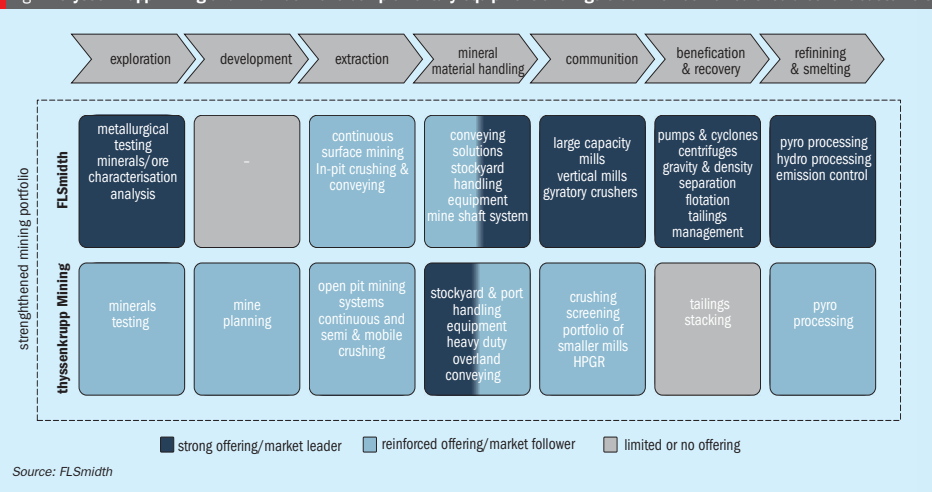 exploration
development
extraction
mineral
material handling
communition
benefication
& recovery
refinining
& smelting
strenghtened mining portfolio
FLSmidth
metallurgical
testing
minerals/ore
characterisation
analysis
–
continuous
surface mining
In-pit crushing &
conveying
conveying
solutions
stockyard
handling
equipment
mine shaft system
large capacity
mills
vertical mills
gyratory crushers
pumps & cyclones
centrifuges
gravity & density
separation
flotation
tailings
management
pyro processing
hydro processing
emission control
thyssenkrupp Mining
minerals
testing
mine
planning
open pit mining
systems
continuous and
semi & mobile
crushing
stockyard & port
handling
equipment
heavy duty
overland
conveying
crushing
screening
portfolio of
smaller mills
HPGR
tailings
stacking
pyro
processing
strong offering/market leader
reinforced offering/market follower
limited or no offering
Source: FLSmidth